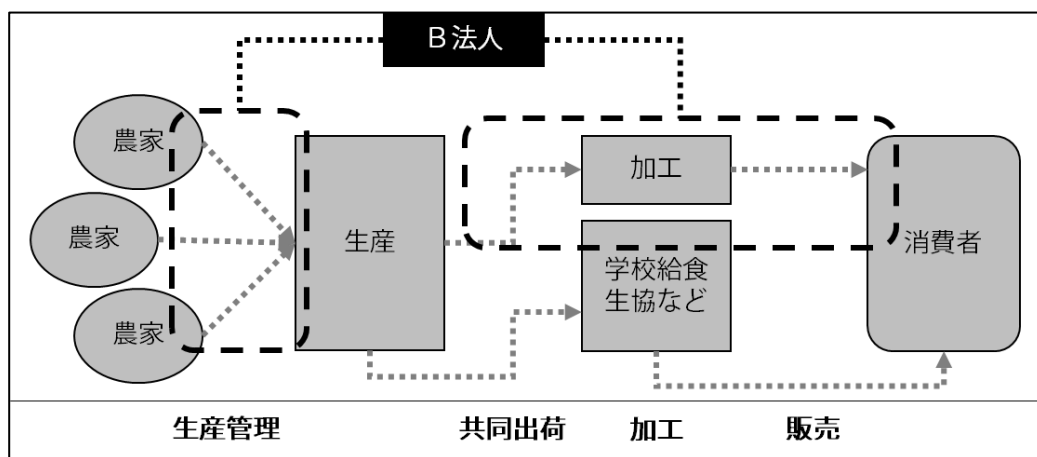 B法人
農家
農家
農家
生産
加工
学校給食
生協など
消費者
生産管理
共同出荷
加工
販売